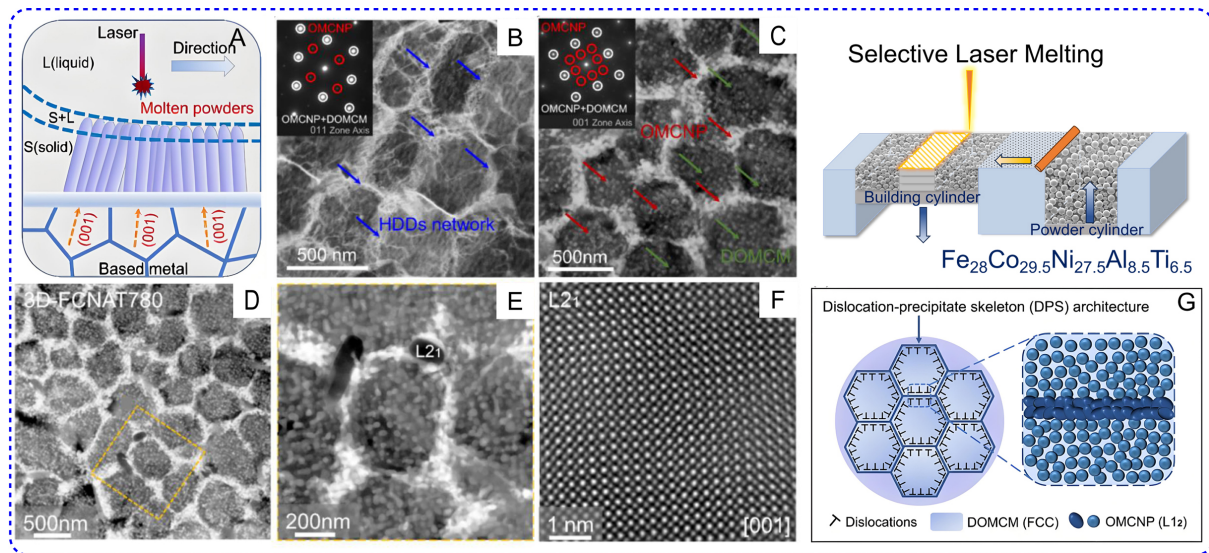 A
Laser
Direction
L(liquid)
Molten powders
S+L
S(solid)
(001)
(001)
(001)
Based metal
B
OMCNP
OMCNP+DOMCM
011 Zone Axis
HDDs network
500 nm
C
OMCNP
OMCNP+DOMCM
001 Zone Axis
OMCNP
DOMCM
500nm
Selective Laser Melting
Building cylinder
Powder cylinder
Fe28Co29.5Ni27.5Al8.5Ti6.5
D
3D-FCNAT780
500nm
E
L21
200nm
F
L21
1 nm
[001]
G
Dislocation-precipitate skeleton (DPS) architecture
Dislocations
DOMCM (FCC)
OMCNP (L12)